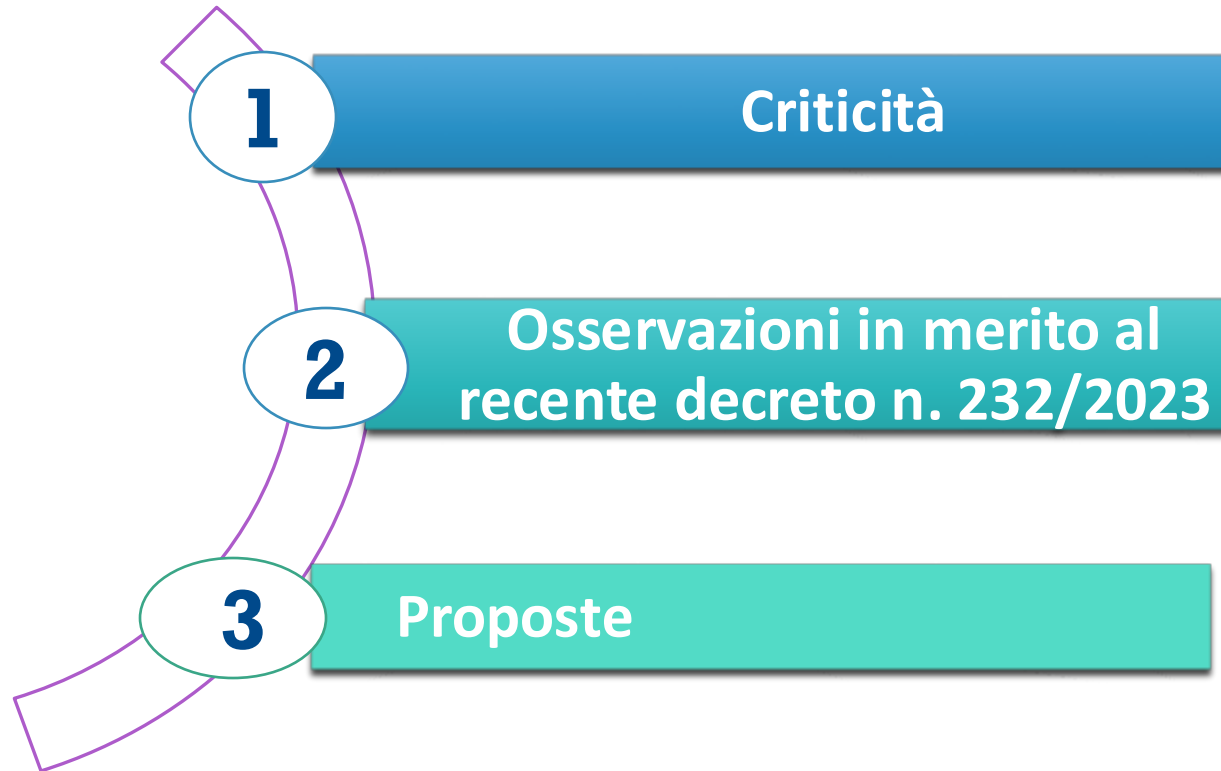 1
Criticità
2
Osservazioni in merito al
recente decreto n. 232/2023
3
Proposte